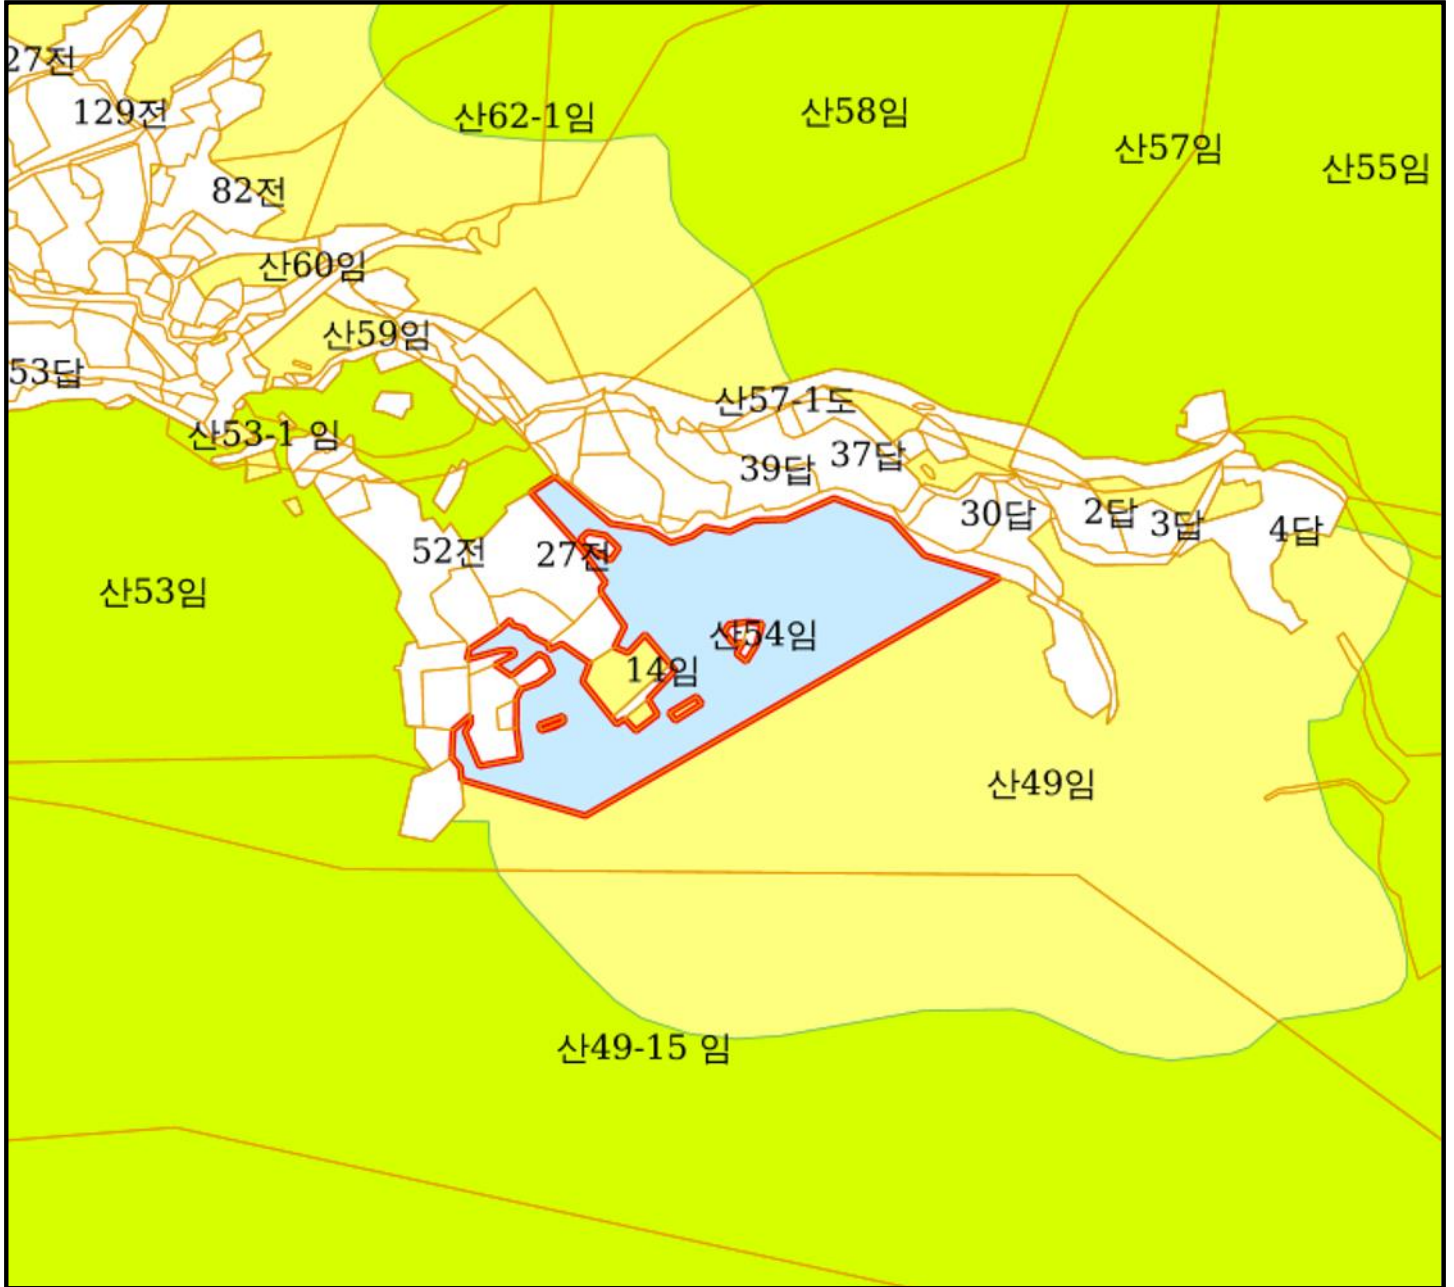 27전
129전
산62-1임
산58임
산57임
산55임
82전
산60임
산59임
53답
산57-1도
산53-1 임
39답
37답
30답
2답
3답
4답
52전
27전
산53임
산54임
14임
산49임
산49-15 임